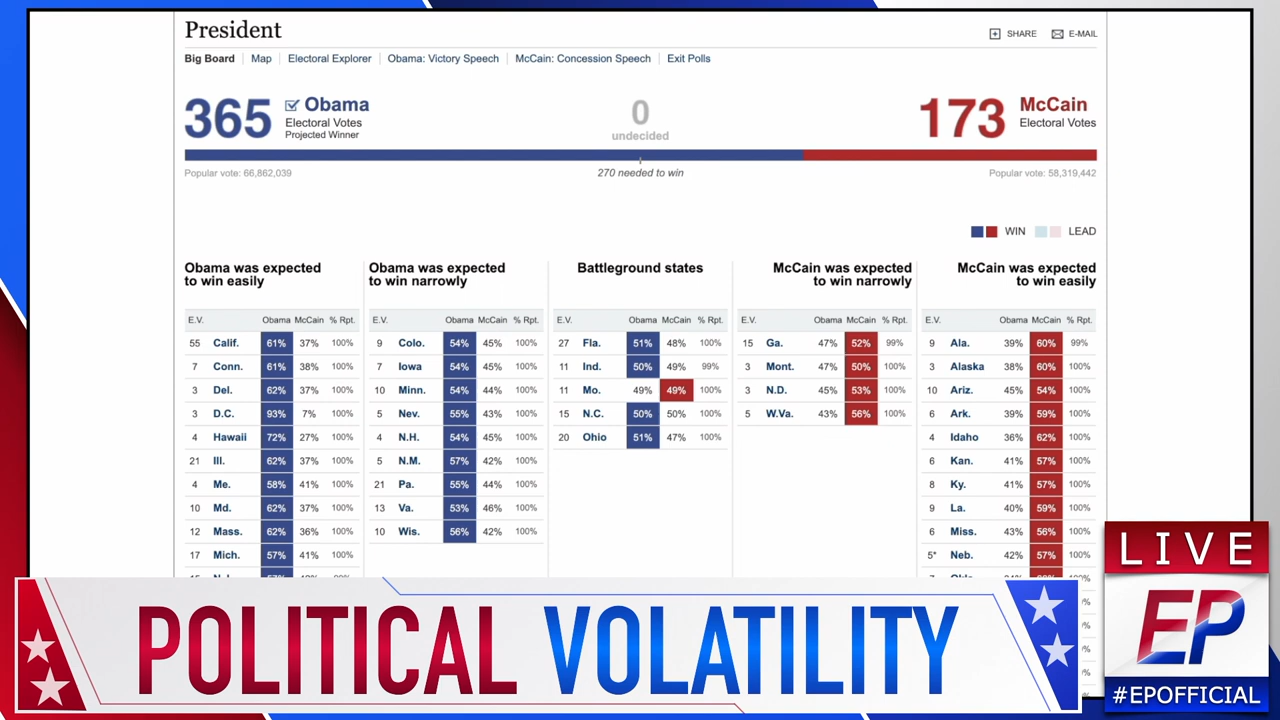 President
SHARE E-MAIL
Big Board Map Electoral Explorer Obama: Victory Speech McCain: Concession Speech Exit Polls
365 Obama 0 173 McCain
Electoral Votes undecided Electoral Votes
Projected Winner
Popular vote: 66,862,039 270 needed to win Popular vote: 58,319,442
WIN LEAD
Obama was expected to win easily
E.V. Obama McCain % Rpt.
55 Calif. 61% 37% 100%
7 Conn. 61% 38% 100%
3 Del. 62% 37% 100%
3 D.C. 93% 7% 100%
4 Hawaii 72% 27% 100%
21 Ill. 62% 37% 100%
4 Me. 58% 41% 100%
10 Md. 62% 37% 100%
12 Mass. 62% 36% 100%
17 Mich. 57% 41% 100%
Obama was expected to win narrowly
E.V. Obama McCain % Rpt.
9 Colo. 54% 45% 100%
7 Iowa 54% 45% 100%
10 Minn. 54% 44% 100%
5 Nev. 55% 43% 100%
4 N.H. 54% 45% 100%
5 N.M. 57% 42% 100%
21 Pa. 55% 44% 100%
13 Va. 53% 46% 100%
10 Wis. 56% 42% 100%
Battleground states
E.V. Obama McCain % Rpt.
27 Fla. 51% 48% 100%
11 Ind. 50% 49% 99%
11 Mo. 49% 49% 100%
15 N.C. 50% 50% 100%
20 Ohio 51% 47% 100%
McCain was expected to win narrowly
E.V. Obama McCain % Rpt.
15 Ga. 47% 52% 99%
3 Mont. 47% 50% 100%
3 N.D. 45% 53% 100%
5 W.Va. 43% 56% 100%
McCain was expected to win easily
E.V. Obama McCain % Rpt.
9 Ala. 39% 60% 99%
3 Alaska 38% 60% 100%
10 Ariz. 45% 54% 100%
6 Ark. 39% 59% 100%
4 Idaho 36% 62% 100%
6 Kan. 41% 57% 100%
8 Ky. 41% 57% 100%
9 La. 40% 59% 100%
6 Miss. 43% 56% 100%
5* Neb. 42% 57% 100%
POLITICAL VOLATILITY
LIVE
EP
#EPOFFICIAL